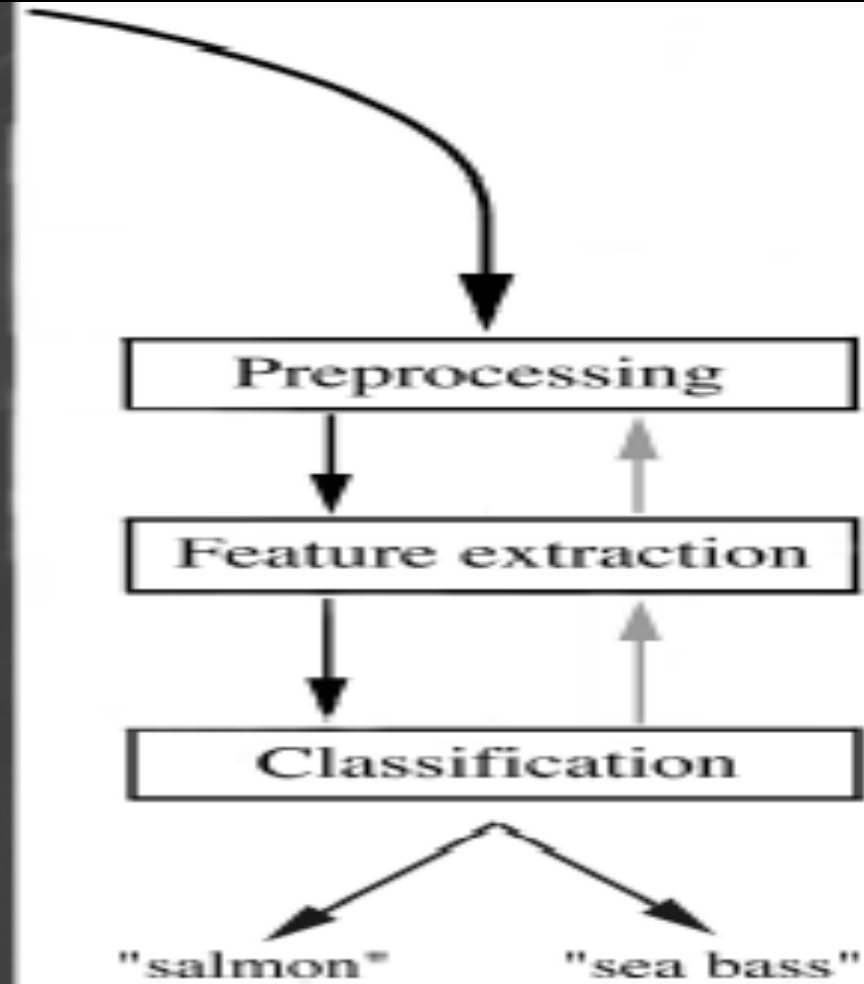 Preprocessing
Feature extraction
Classification
"salmon" "sea bass"